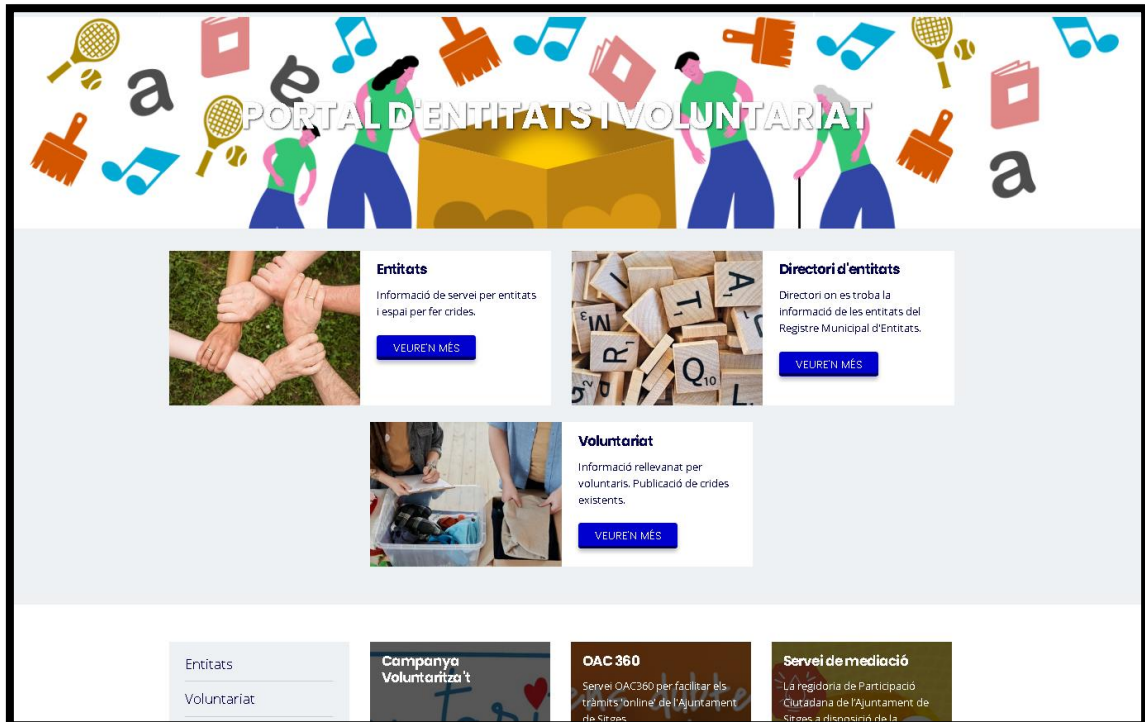 PORTAL D'ENTITATS I VOLUNTARIAT
Entitats
Informació de servei per entitats
i espai per fer crides.
VEURE'N MÉS
Directori d'entitats
Directori on es troba la
informació de les entitats del
Registre Municipal d'Entitats.
VEURE'N MÉS
Voluntariat
Informació rellevanat per
voluntaris. Publicació de crides
existents.
VEURE'N MÉS
Entitats
Voluntariat
Campanya
Voluntaritza't
OAC 360
Servei OAC360 per facilitar els
tràmits 'online' de l'Ajuntament
de Sitges
Servei de mediació
La regidoria de Participació
Ciutadana de l'Ajuntament de
Sitges a disposició de la